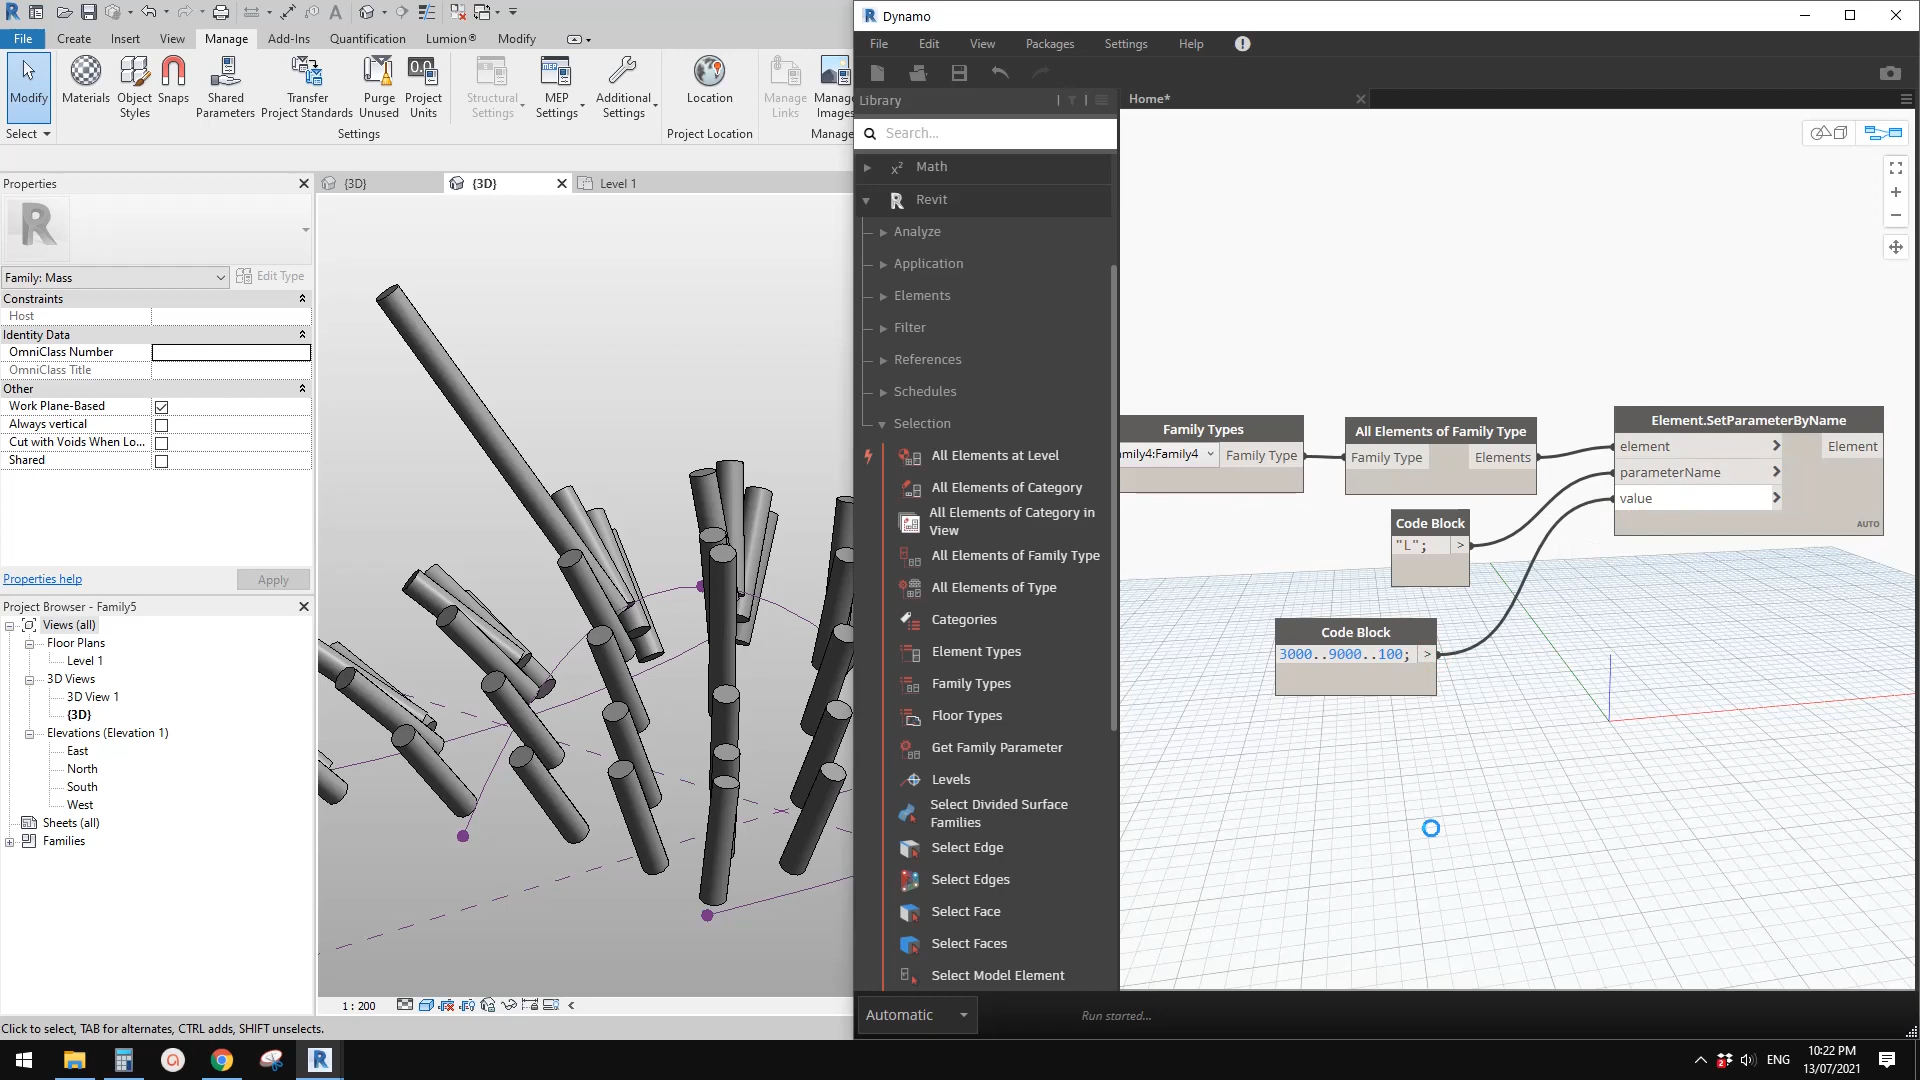 Dynamo
File
Create
Insert
View
Manage
Add-Ins
Quantification
Lumion®
Modify
Modify
Materials
Object Styles
Snaps
Shared Parameters
Transfer Project Standards
Purge Unused
Project Units
Structural Settings
MEP Settings
Additional Settings
Location
Manage Links
Manage Images
Select
Settings
Project Location
Manage
Properties
{3D}
{3D}
Level 1
Family: Mass
Edit Type
Constraints
Host
Identity Data
OmniClass Number
OmniClass Title
Other
Work Plane-Based
Always vertical
Cut with Voids When Lo...
Shared
Properties help
Apply
Project Browser - Family5
Views (all)
Floor Plans
Level 1
3D Views
3D View 1
{3D}
Elevations (Elevation 1)
East
North
South
West
Sheets (all)
Families
1 : 200
Click to select, TAB for alternates, CTRL adds, SHIFT unselects.
File
Edit
View
Packages
Settings
Help
Library
Home*
Search...
Math
Revit
Analyze
Application
Elements
Filter
References
Schedules
Selection
All Elements at Level
All Elements of Category
All Elements of Category in View
All Elements of Family Type
All Elements of Type
Categories
Element Types
Family Types
Floor Types
Get Family Parameter
Levels
Select Divided Surface Families
Select Edge
Select Edges
Select Face
Select Faces
Select Model Element
Family Types
amily4:Family4
Family Type
All Elements of Family Type
Family Type
Elements
Element.SetParameterByName
element
Element
parameterName
value
AUTO
Code Block
"L";
>
Code Block
3000..9000..100;
>
Automatic
Run started...
ENG
10:22 PM
13/07/2021